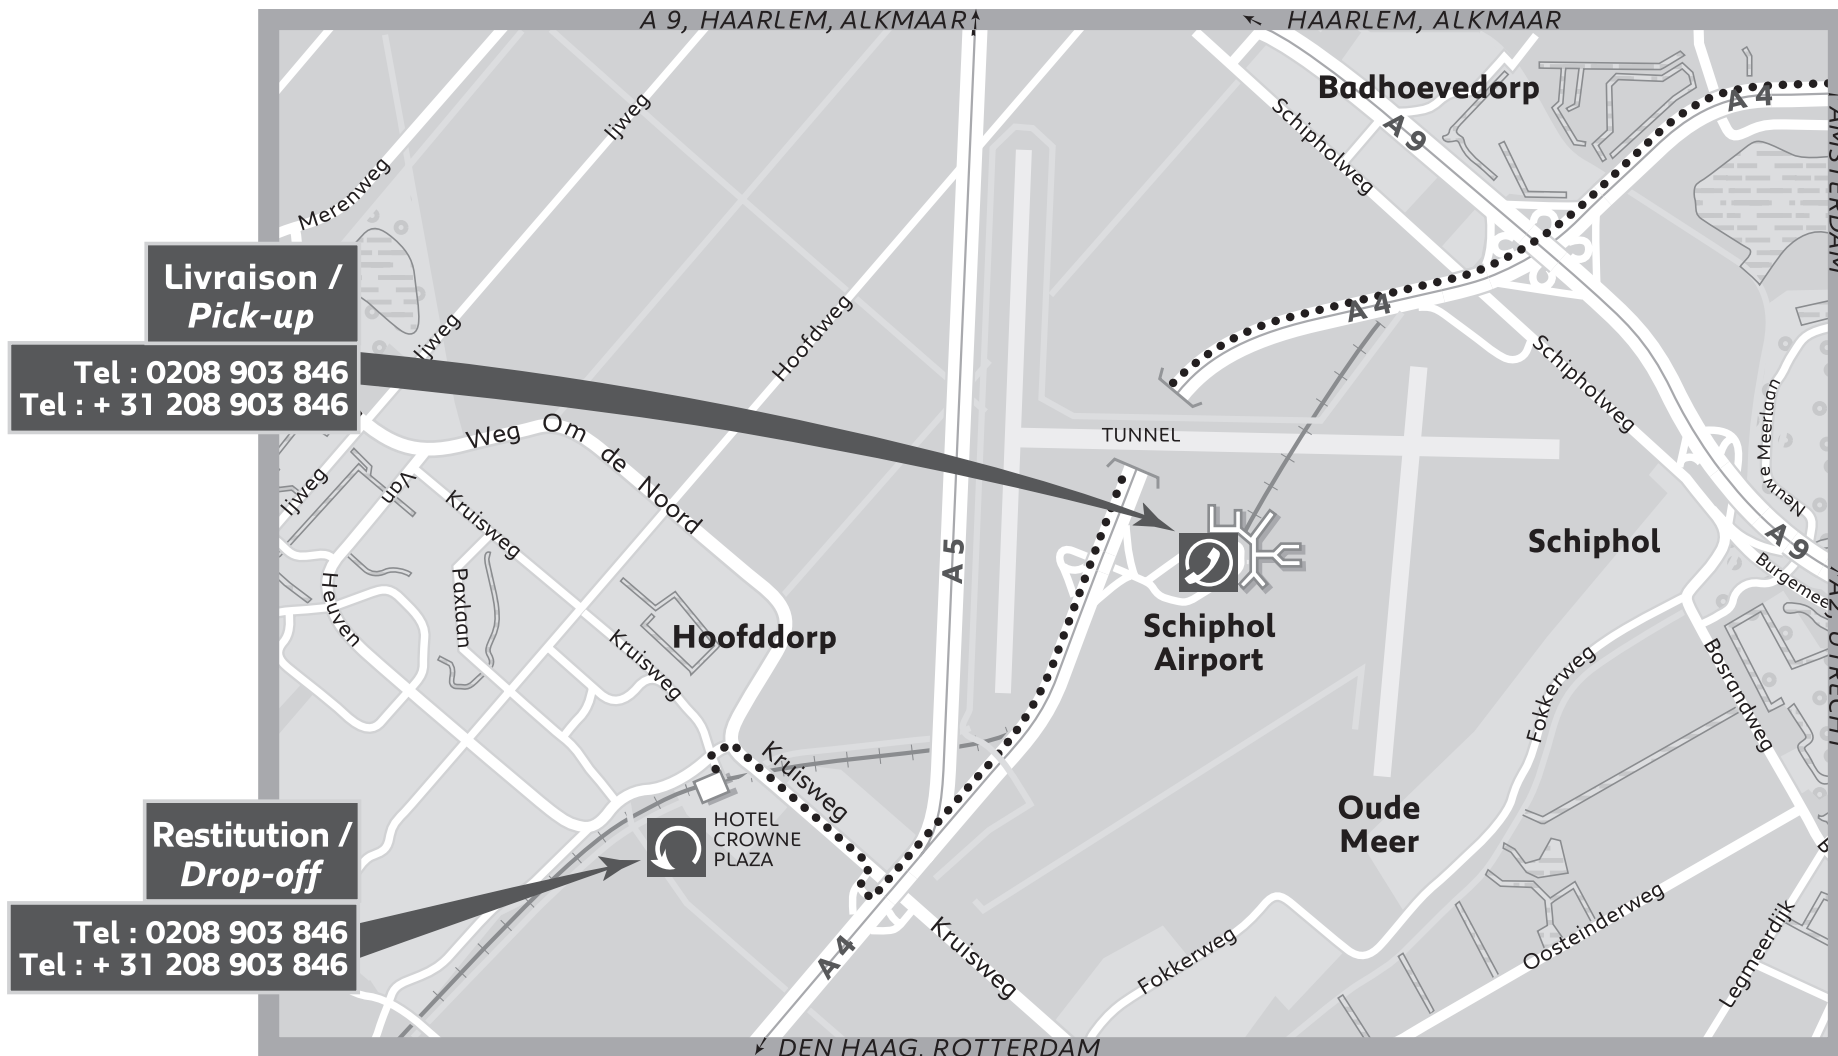 A 9, HAARLEM, ALKMAAR
HAARLEM, ALKMAAR
Badhoevedorp
A 4
A 9
Ijweg
Schipholweg
AMSTERDAM
Merenweg
Livraison /
Pick-up
Tel : 0208 903 846
Tel : + 31 208 903 846
Ijweg
Hoofdweg
A 4
Schipholweg
Nieuwe Meerlaan
Weg Om de Noord
TUNNEL
Ijweg
Van
Heuven
Kruisweg
A 5
Schiphol
A 9
Burgemee
A2, UTRECHT
Paxlaan
Kruisweg
Hoofddorp
Schiphol
Airport
Fokkerweg
Bosrandweg
Kruisweg
Oude
Meer
HOTEL
CROWNE
PLAZA
Restitution /
Drop-off
Tel : 0208 903 846
Tel : + 31 208 903 846
A 4
Kruisweg
Fokkerweg
Oosteinderweg
Legmeerdijk
DEN HAAG, ROTTERDAM